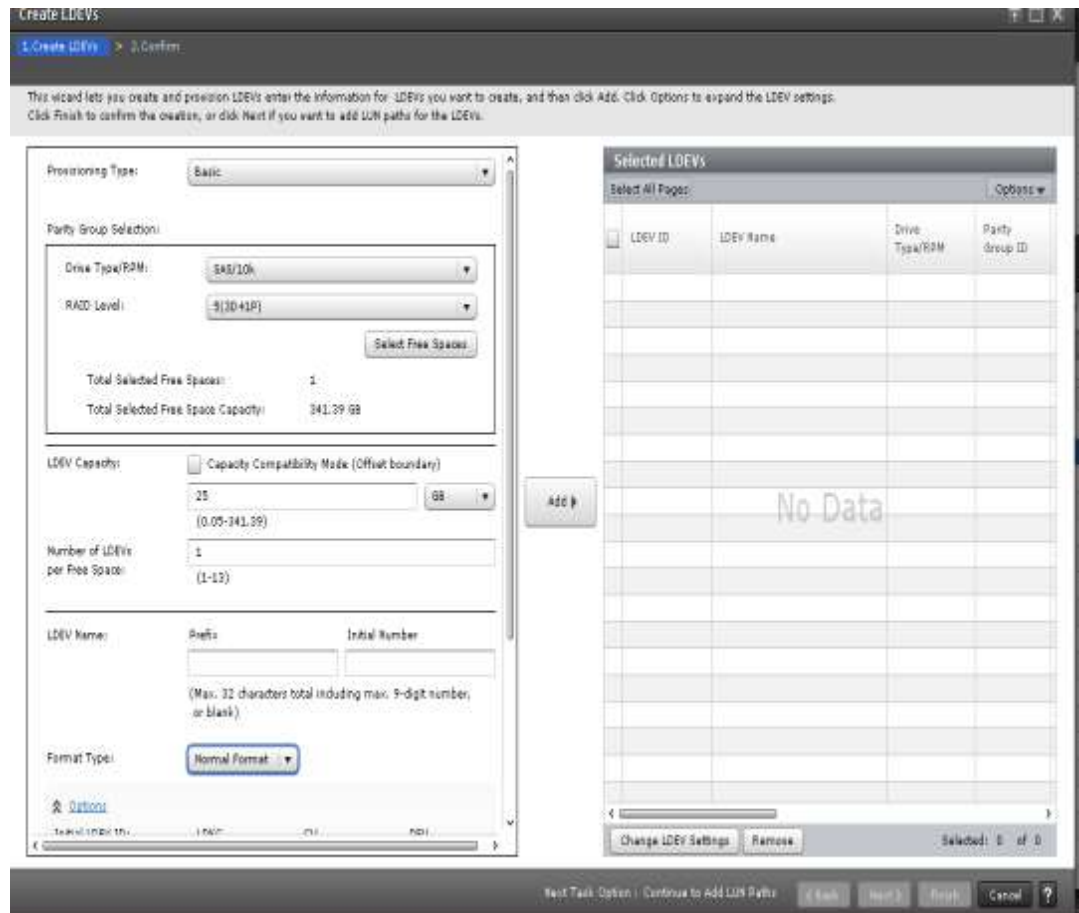 Create LDEVs
1.Create LDEVs > 2.Confirm
This wizard lets you create and provision LDEVs enter the information for LDEVs you want to create, and then click Add. Click Options to expand the LDEV settings.
Click Finish to confirm the creation, or click Next if you want to add LUN paths for the LDEVs.
Provisioning Type: Basic
Parity Group Selection:
Drive Type/RPM: SAS/10k
RAID Level: 5(3D+1P)
Select Free Spaces
Total Selected Free Spaces: 1
Total Selected Free Space Capacity: 341.39 GB
LDEV Capacity: Capacity Compatibility Mode (Offset boundary)
25 GB
(0.05-341.39)
Number of LDEVs
per Free Space: 1
(1-13)
LDEV Name: Prefix Initial Number
(Max. 32 characters total including max. 9-digit number,
or blank)
Format Type: Normal Format
Options
Initial LDEV ID: LDKC CU DEV
Add
Selected LDEVs
Select All Pages Options
LDEV ID LDEV Name Drive Type/RPM Parity Group ID
No Data
Change LDEV Settings Remove Selected: 0 of 0
Next Task Option : Continue to Add LUN Paths Back Next Finish Cancel ?